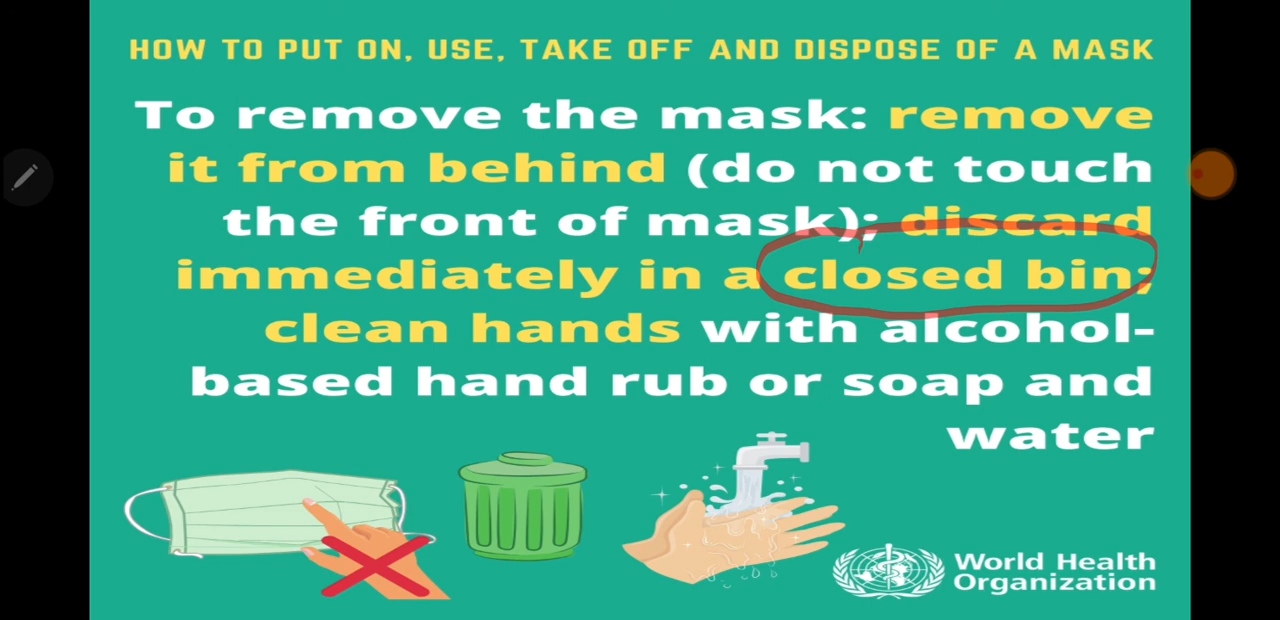 HOW TO PUT ON, USE, TAKE OFF AND DISPOSE OF A MASK
To remove the mask: remove
it from behind (do not touch
the front of mask); discard
immediately in a closed bin;
clean hands with alcohol-
based hand rub or soap and
water
World Health
Organization